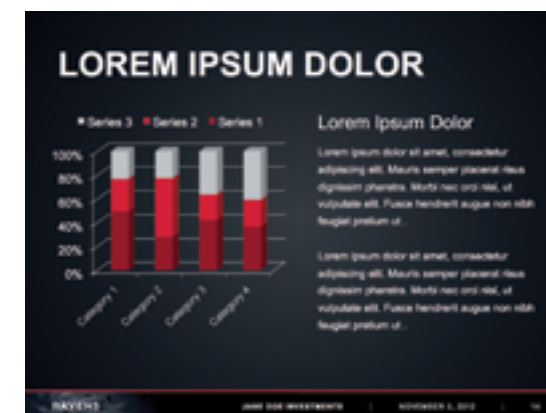 LOREM IPSUM DOLOR
Series 3 Series 2 Series 1
100%
80%
60%
40%
20%
0%
Category 1
Category 2
Category 3
Category 4
Lorem Ipsum Dolor
Lorem ipsum dolor sit amet, consectetur
adipiscing elit. Mauris semper placerat risus
dignissim pharetra. Morbi nec orci nisl, ut
vulputate elit. Fusce hendrerit augue non nibh
feugiat pretium ut .
Lorem ipsum dolor sit amet, consectetur
adipiscing elit. Mauris semper placerat risus
dignissim pharetra. Morbi nec orci nisl, ut
vulputate elit. Fusce hendrerit augue non nibh
feugiat pretium ut .
JANE DOE INVESTMENTS | NOVEMBER 5, 2012 |